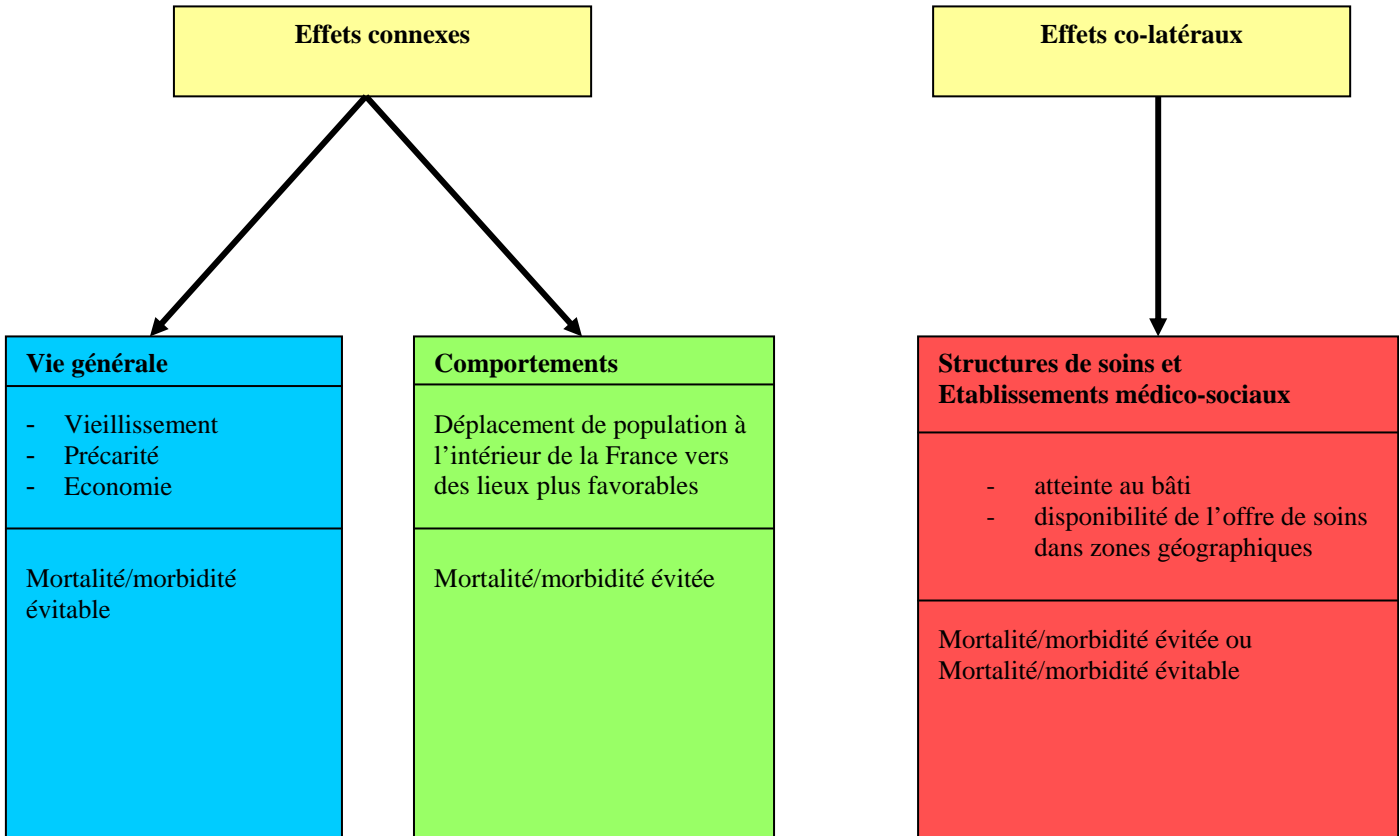 Effets connexes
Effets co-latéraux
Vie générale
- Vieillissement
- Précarité
- Economie
Mortalité/morbidité
évitable
Comportements
Déplacement de population à
l’intérieur de la France vers
des lieux plus favorables
Mortalité/morbidité évitée
Structures de soins et
Etablissements médico-sociaux
- atteinte au bâti
- disponibilité de l’offre de soins
dans zones géographiques
Mortalité/morbidité évitée ou
Mortalité/morbidité évitable